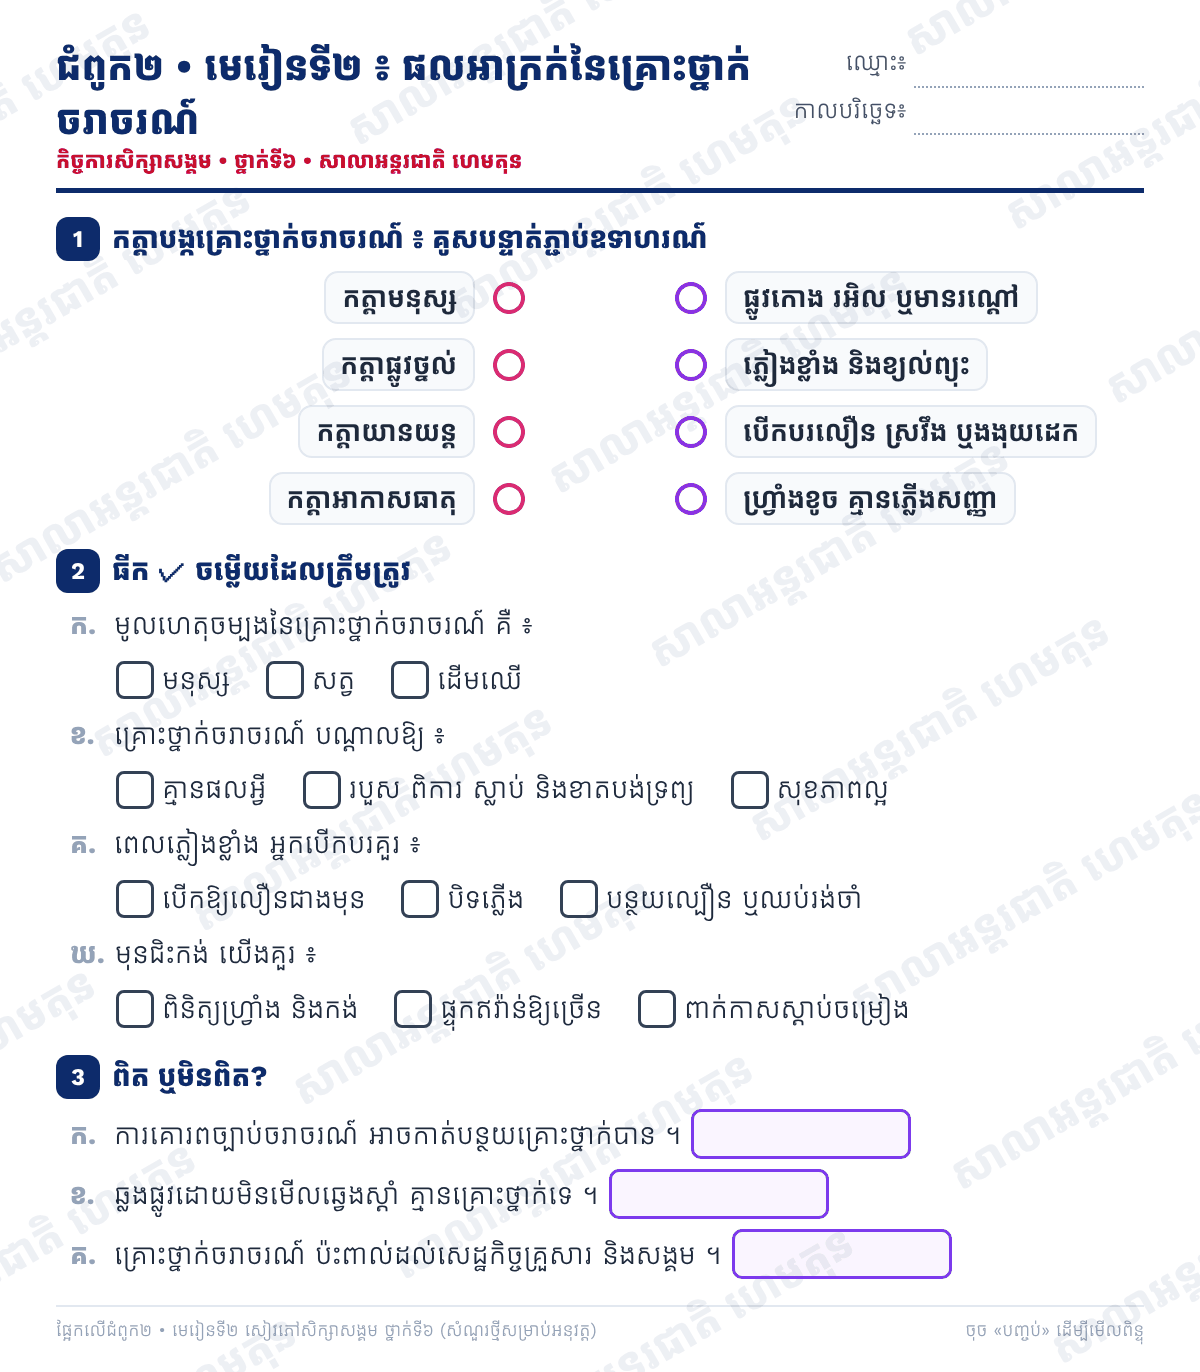 ជំពូក២ • មេរៀនទី២ ៖ ផលអាក្រក់នៃគ្រោះថ្នាក់
ចរាចរណ៍
ឈ្មោះ៖
កាលបរិច្ឆេទ៖
កិច្ចការសិក្សាសង្គម • ថ្នាក់ទី៦ • សាលាអន្តរជាតិ ហេមតុន
1 កត្តាបង្កគ្រោះថ្នាក់ចរាចរណ៍ ៖ គូសបន្ទាត់ភ្ជាប់ឧទាហរណ៍
កត្តាមនុស្ស ផ្លូវកោង រអិល ឬមានរណ្ដៅ
កត្តាផ្លូវថ្នល់ ភ្លៀងខ្លាំង និងខ្យល់ព្យុះ
កត្តាយានយន្ត បើកបរលឿន ស្រវឹង ឬងងុយដេក
កត្តាអាកាសធាតុ ហ្វ្រាំងខូច គ្មានភ្លើងសញ្ញា
2 ធីក ✓ ចម្លើយដែលត្រឹមត្រូវ
ក. មូលហេតុចម្បងនៃគ្រោះថ្នាក់ចរាចរណ៍ គឺ ៖
មនុស្ស សត្វ ដើមឈើ
ខ. គ្រោះថ្នាក់ចរាចរណ៍ បណ្ដាលឱ្យ ៖
គ្មានផលអ្វី របួស ពិការ ស្លាប់ និងខាតបង់ទ្រព្យ សុខភាពល្អ
គ. ពេលភ្លៀងខ្លាំង អ្នកបើកបរគួរ ៖
បើកឱ្យលឿនជាងមុន បិទភ្លើង បន្ថយល្បឿន ឬឈប់រង់ចាំ
ឃ. មុនជិះកង់ យើងគួរ ៖
ពិនិត្យហ្វ្រាំង និងកង់ ផ្ទុកឥវ៉ាន់ឱ្យច្រើន ពាក់កាសស្ដាប់ចម្រៀង
3 ពិត ឬមិនពិត?
ក. ការគោរពច្បាប់ចរាចរណ៍ អាចកាត់បន្ថយគ្រោះថ្នាក់បាន ។
ខ. ឆ្លងផ្លូវដោយមិនមើលឆ្វេងស្ដាំ គ្មានគ្រោះថ្នាក់ទេ ។
គ. គ្រោះថ្នាក់ចរាចរណ៍ ប៉ះពាល់ដល់សេដ្ឋកិច្ចគ្រួសារ និងសង្គម ។
ផ្អែកលើជំពូក២ • មេរៀនទី២ សៀវភៅសិក្សាសង្គម ថ្នាក់ទី៦ (សំណួរថ្មីសម្រាប់អនុវត្ត)
ចុច «បញ្ចប់» ដើម្បីមើលពិន្ទុ